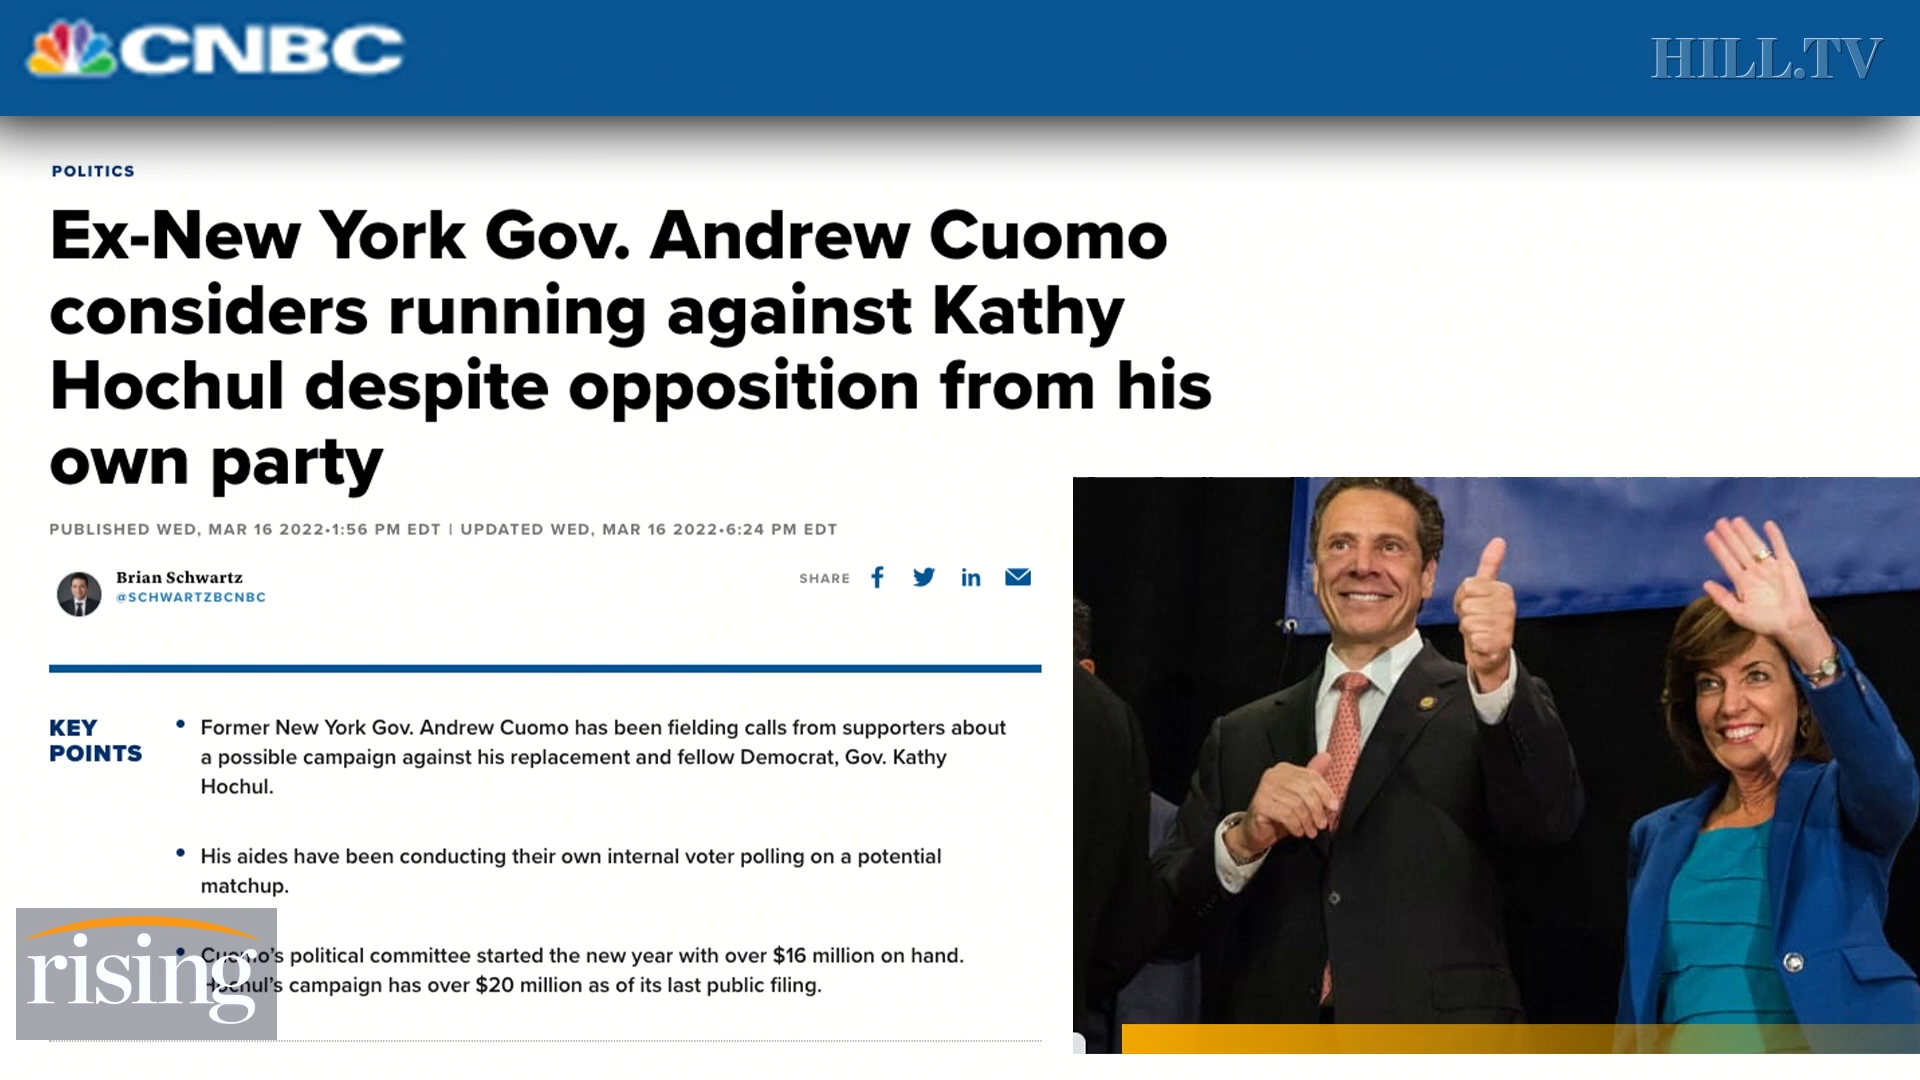 CNBC
HILL.TV
POLITICS
Ex-New York Gov. Andrew Cuomo
considers running against Kathy
Hochul despite opposition from his
own party
PUBLISHED WED, MAR 16 2022•1:56 PM EDT | UPDATED WED, MAR 16 2022•6:24 PM EDT
Brian Schwartz
@SCHWARTZBCNBC
SHARE
KEY
POINTS
• Former New York Gov. Andrew Cuomo has been fielding calls from supporters about
a possible campaign against his replacement and fellow Democrat, Gov. Kathy
Hochul.
• His aides have been conducting their own internal voter polling on a potential
matchup.
• Cuomo's political committee started the new year with over $16 million on hand.
Hochul's campaign has over $20 million as of its last public filing.
rising